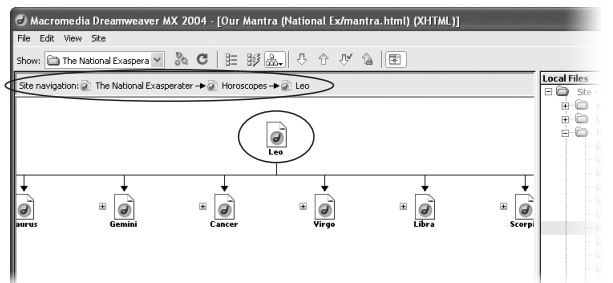 Macromedia Dreamweaver MX 2004 - [Our Mantra (National Ex/mantra.html) (XHTML)]
File Edit View Site
Show: The National Exaspera
Local Files
Site navigation: The National Exasperater Horoscopes Leo
Site -
Leo
aurus Gemini Cancer Virgo Libra Scorpi